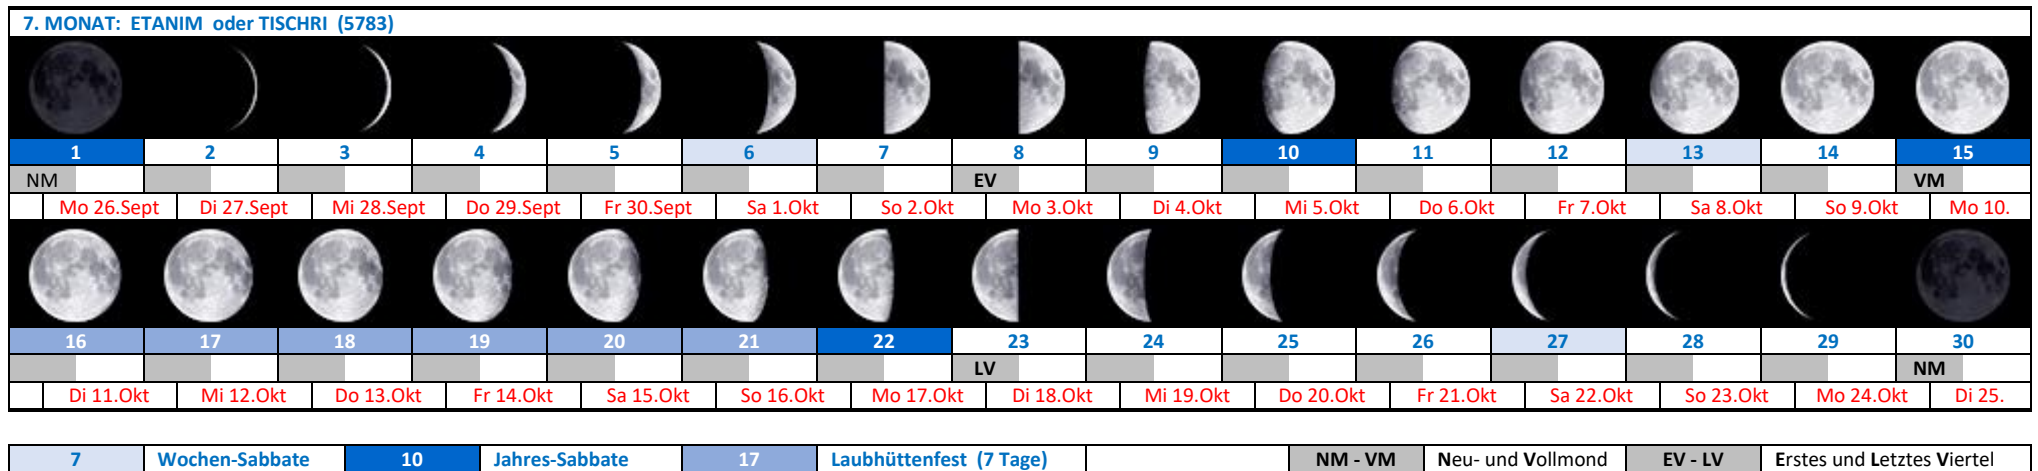 7. MONAT: ETANIM oder TISCHRI (5783)
1 2 3 4 5 6 7 8 9 10 11 12 13 14 15
NM EV VM
Mo 26.Sept Di 27.Sept Mi 28.Sept Do 29.Sept Fr 30.Sept Sa 1.Okt So 2.Okt Mo 3.Okt Di 4.Okt Mi 5.Okt Do 6.Okt Fr 7.Okt Sa 8.Okt So 9.Okt Mo 10.
16 17 18 19 20 21 22 23 24 25 26 27 28 29 30
LV NM
Di 11.Okt Mi 12.Okt Do 13.Okt Fr 14.Okt Sa 15.Okt So 16.Okt Mo 17.Okt Di 18.Okt Mi 19.Okt Do 20.Okt Fr 21.Okt Sa 22.Okt So 23.Okt Mo 24.Okt Di 25.
7 Wochen-Sabbate 10 Jahres-Sabbate 17 Laubhüttenfest (7 Tage) NM - VM Neu- und Vollmond EV - LV Erstes und Letztes Viertel